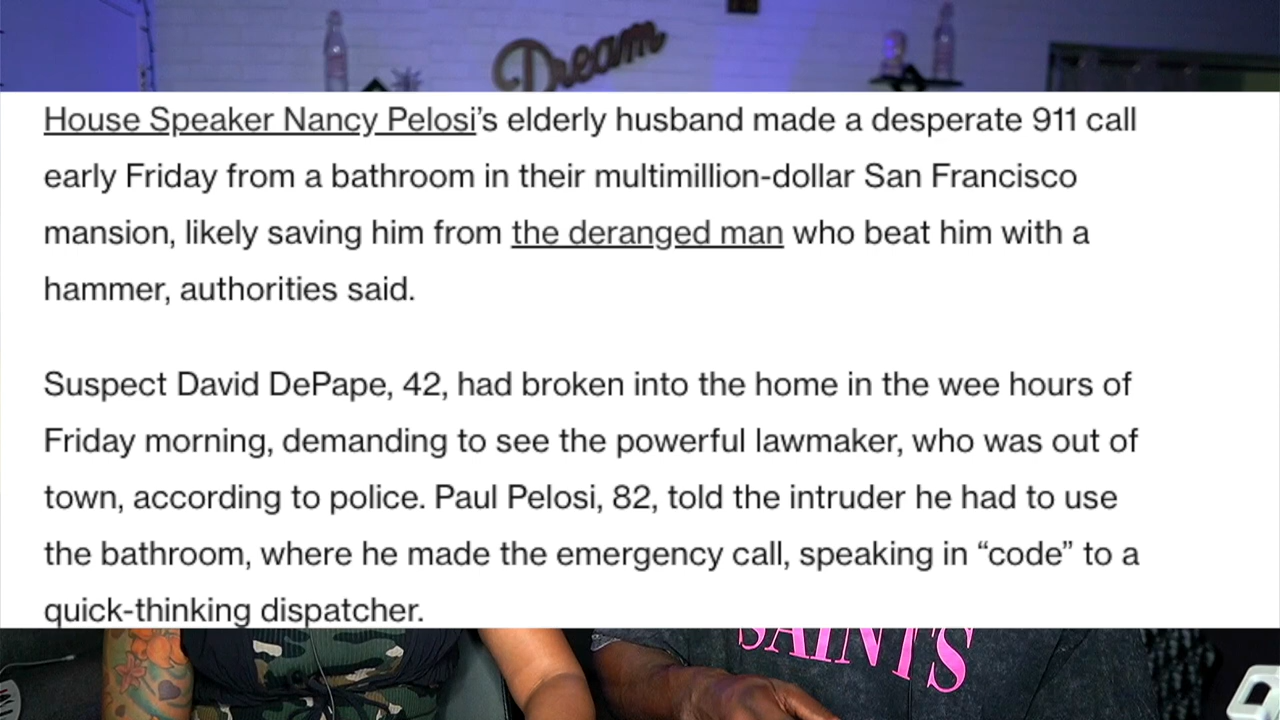 Dream
House Speaker Nancy Pelosi’s elderly husband made a desperate 911 call
early Friday from a bathroom in their multimillion-dollar San Francisco
mansion, likely saving him from the deranged man who beat him with a
hammer, authorities said.
Suspect David DePape, 42, had broken into the home in the wee hours of
Friday morning, demanding to see the powerful lawmaker, who was out of
town, according to police. Paul Pelosi, 82, told the intruder he had to use
the bathroom, where he made the emergency call, speaking in “code” to a
quick-thinking dispatcher.
SAINTS